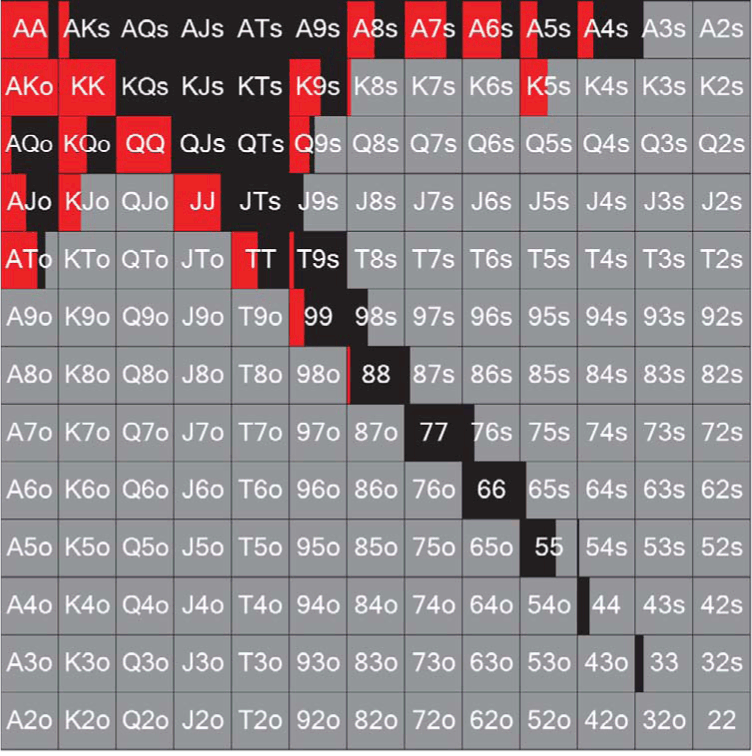 AA AKs AQs AJs ATs A9s A8s A7s A6s A5s A4s A3s A2s
AKo KK KQs KJs KTs K9s K8s K7s K6s K5s K4s K3s K2s
AQo KQo QQ QJs QTs Q9s Q8s Q7s Q6s Q5s Q4s Q3s Q2s
AJo KJo QJo JJ JTs J9s J8s J7s J6s J5s J4s J3s J2s
ATo KTo QTo JTo TT T9s T8s T7s T6s T5s T4s T3s T2s
A9o K9o Q9o J9o T9o 99 98s 97s 96s 95s 94s 93s 92s
A8o K8o Q8o J8o T8o 98o 88 87s 86s 85s 84s 83s 82s
A7o K7o Q7o J7o T7o 97o 87o 77 76s 75s 74s 73s 72s
A6o K6o Q6o J6o T6o 96o 86o 76o 66 65s 64s 63s 62s
A5o K5o Q5o J5o T5o 95o 85o 75o 65o 55 54s 53s 52s
A4o K4o Q4o J4o T4o 94o 84o 74o 64o 54o 44 43s 42s
A3o K3o Q3o J3o T3o 93o 83o 73o 63o 53o 43o 33 32s
A2o K2o Q2o J2o T2o 92o 82o 72o 62o 52o 42o 32o 22